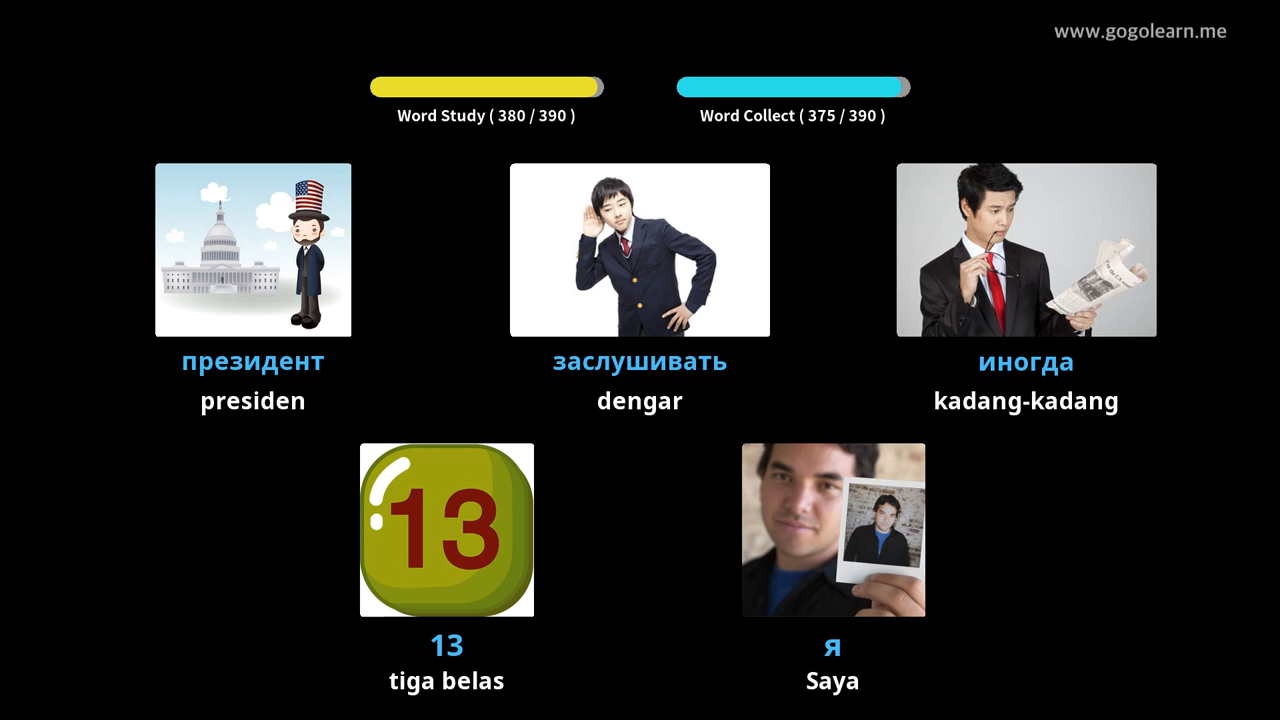 www.gogolearn.me
Word Study ( 380 / 390 )
Word Collect ( 375 / 390 )
президент
presiden
заслушивать
dengar
иногда
kadang-kadang
13
13
tiga belas
я
Saya